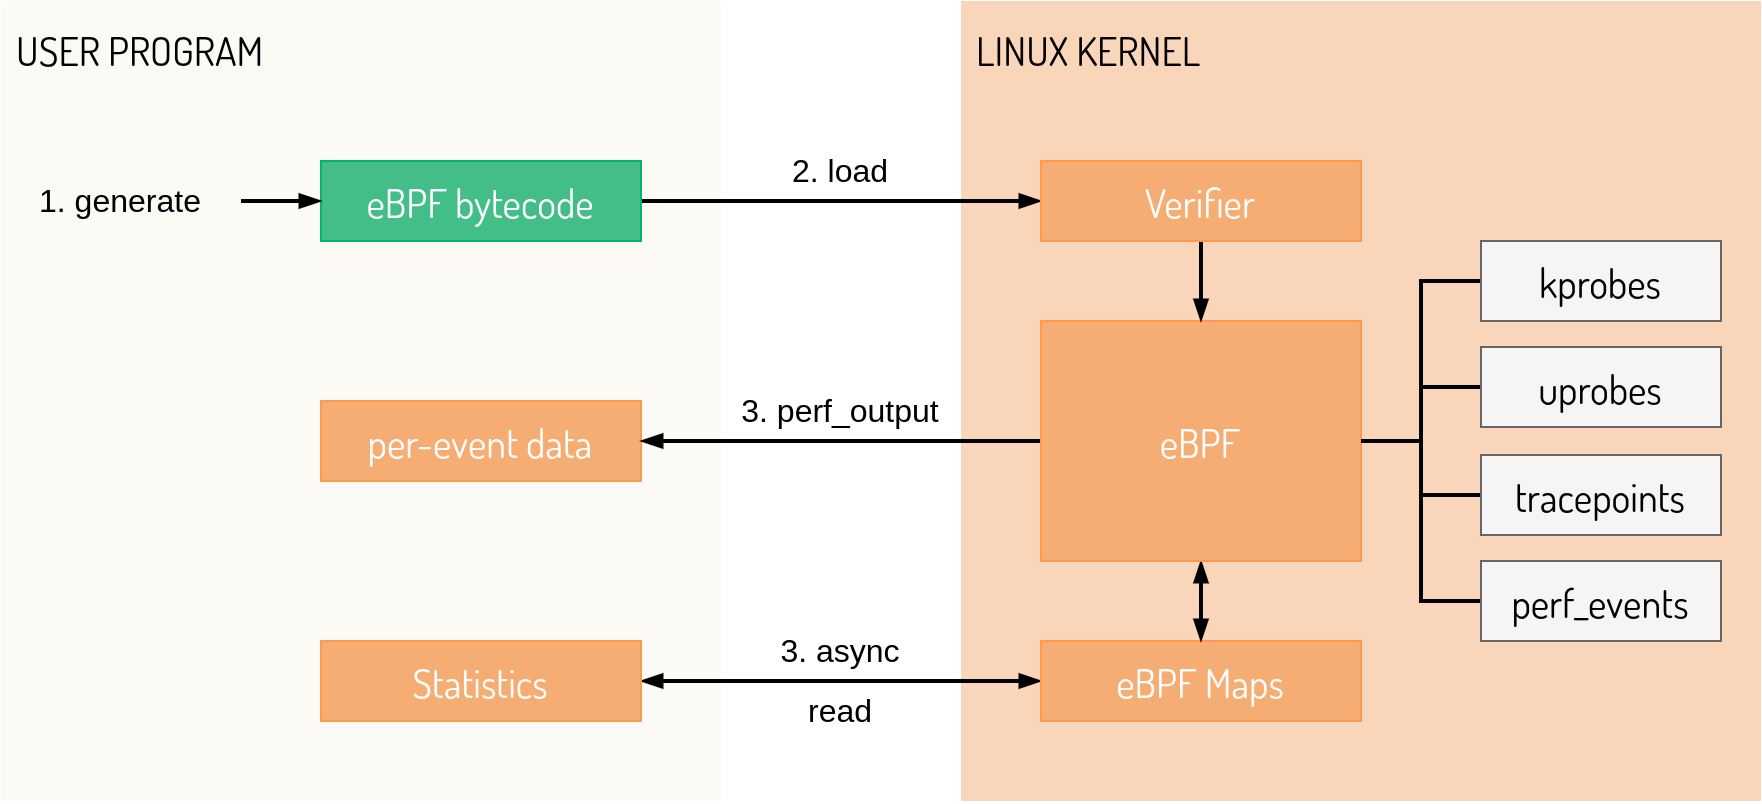 USER PROGRAM
LINUX KERNEL
1. generate
eBPF bytecode
2. load
Verifier
kprobes
uprobes
3. perf_output
per-event data
eBPF
tracepoints
perf_events
3. async
read
Statistics
eBPF Maps